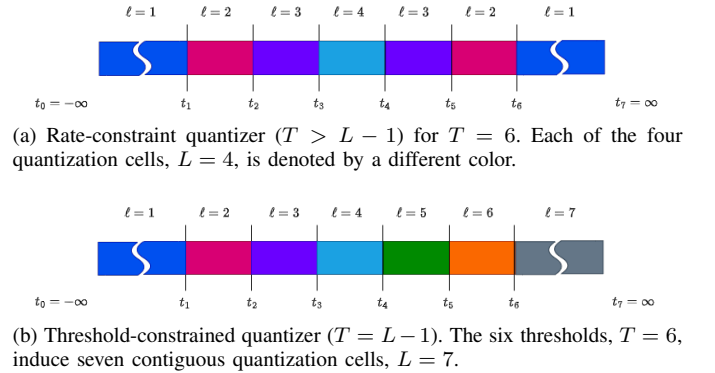 ℓ = 1 ℓ = 2 ℓ = 3 ℓ = 4 ℓ = 3 ℓ = 2 ℓ = 1
t₀ = −∞ t₁ t₂ t₃ t₄ t₅ t₆ t₇ = ∞
(a) Rate-constraint quantizer (T > L − 1) for T = 6. Each of the four
quantization cells, L = 4, is denoted by a different color.
ℓ = 1 ℓ = 2 ℓ = 3 ℓ = 4 ℓ = 5 ℓ = 6 ℓ = 7
t₀ = −∞ t₁ t₂ t₃ t₄ t₅ t₆ t₇ = ∞
(b) Threshold-constrained quantizer (T = L − 1). The six thresholds, T = 6,
induce seven contiguous quantization cells, L = 7.